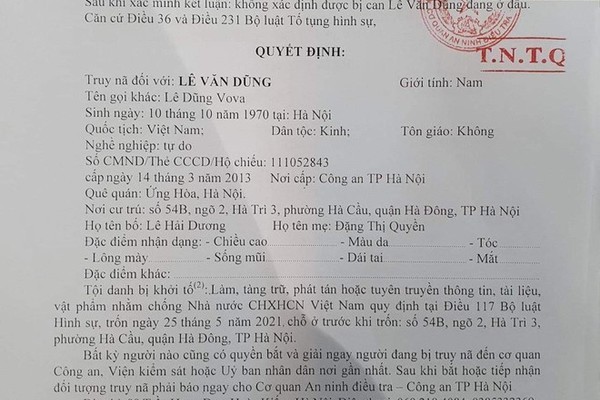 Sau khi xác minh kết luận: không xác định được bị can Lê Văn Dũng đang ở đâu.
Căn cứ Điều 36 và Điều 231 Bộ luật Tố tụng hình sự,
CƠ QUAN AN NINH ĐIỀU TRA
QUYẾT ĐỊNH:
T.N.T.Q
Truy nã đối với: LÊ VĂN DŨNG Giới tính: Nam
Tên gọi khác: Lê Dũng Vova
Sinh ngày: 10 tháng 10 năm 1970 tại: Hà Nội
Quốc tịch: Việt Nam; Dân tộc: Kinh; Tôn giáo: Không
Nghề nghiệp: tự do
Số CMND/Thẻ CCCD/Hộ chiếu: 111052843
cấp ngày 14 tháng 3 năm 2013 Nơi cấp: Công an TP Hà Nội
Quê quán: Ứng Hòa, Hà Nội.
Nơi cư trú: số 54B, ngõ 2, Hà Trì 3, phường Hà Cầu, quận Hà Đông, TP Hà Nội
Họ tên bố: Lê Hải Dương Họ tên mẹ: Đặng Thị Quyền
Đặc điểm nhận dạng: - Chiều cao - Màu da - Tóc
- Lông mày - Sống mũi - Dái tai - Mắt
Đặc điểm khác:
Tội danh bị khởi tố(2): Làm, tàng trữ, phát tán hoặc tuyên truyền thông tin, tài liệu,
vật phẩm nhằm chống Nhà nước CHXHCN Việt Nam quy định tại Điều 117 Bộ luật
Hình sự, trốn ngày 25 tháng 5 năm 2021, chỗ ở trước khi trốn: số 54B, ngõ 2, Hà Trì 3,
phường Hà Cầu, quận Hà Đông, TP Hà Nội.
Bất kỳ người nào cũng có quyền bắt và giải ngay người đang bị truy nã đến cơ quan
Công an, Viện kiểm sát hoặc Uỷ ban nhân dân nơi gần nhất. Sau khi bắt hoặc tiếp nhận
đối tượng truy nã phải báo ngay cho Cơ quan An ninh điều tra – Công an TP Hà Nội